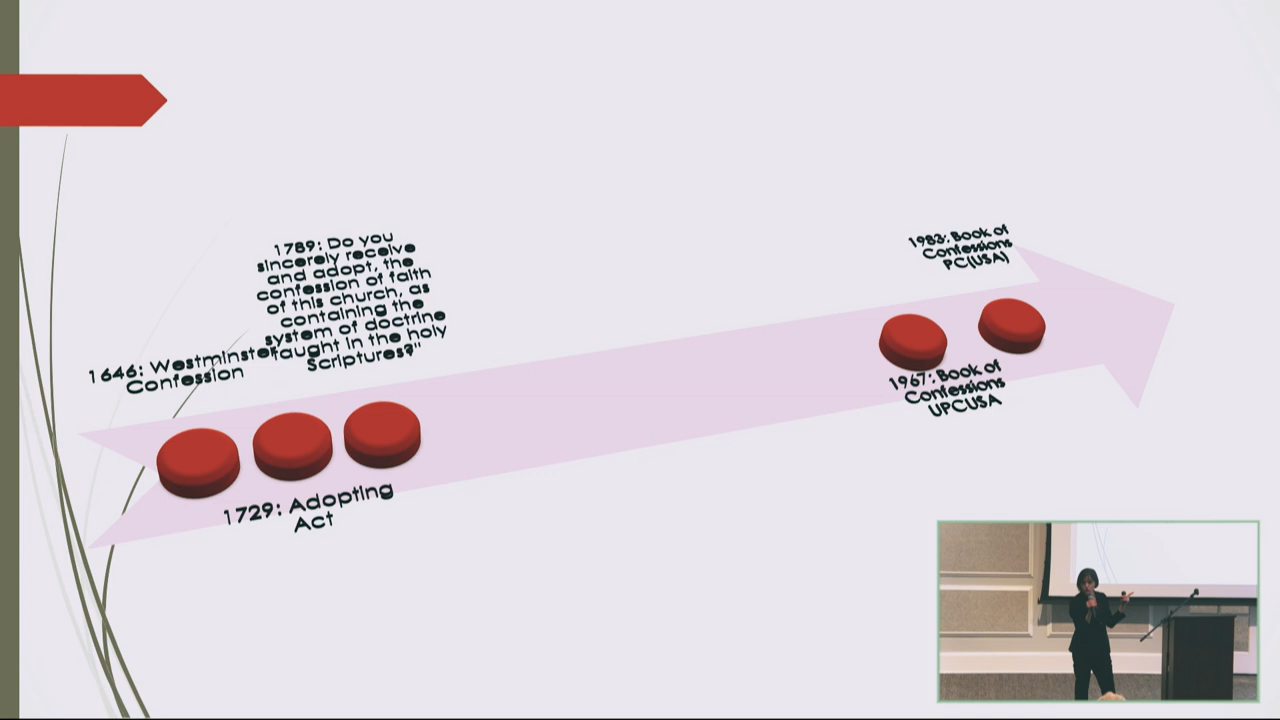 1646: Westminster
Confession
1729: Adopting
Act
1789: Do you
sincerely receive
and adopt, the
confession of faith
of this church, as
containing the
system of doctrine
taught in the holy
Scriptures?"
1967: Book of
Confessions
UPCUSA
1983: Book of
Confessions
PC(USA)